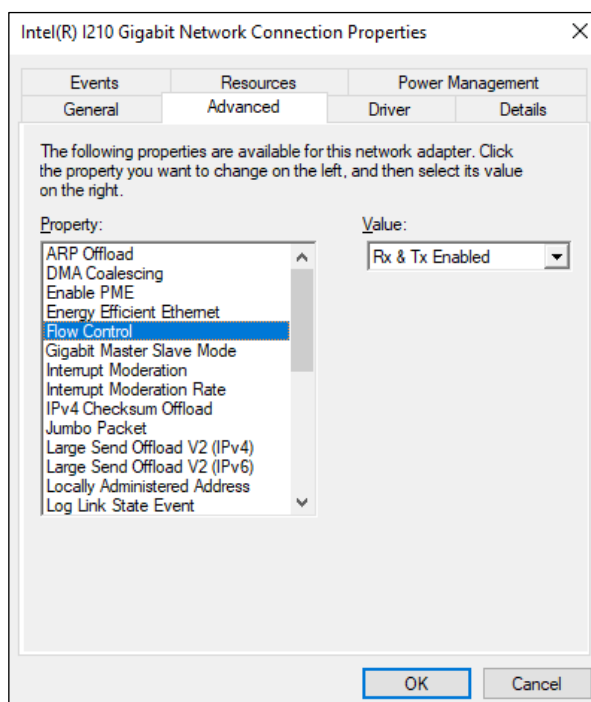 Intel(R) I210 Gigabit Network Connection Properties
Events Resources Power Management
General Advanced Driver Details
The following properties are available for this network adapter. Click
the property you want to change on the left, and then select its value
on the right.
Property: Value:
ARP Offload Rx & Tx Enabled
DMA Coalescing
Enable PME
Energy Efficient Ethernet
Flow Control
Gigabit Master Slave Mode
Interrupt Moderation
Interrupt Moderation Rate
IPv4 Checksum Offload
Jumbo Packet
Large Send Offload V2 (IPv4)
Large Send Offload V2 (IPv6)
Locally Administered Address
Log Link State Event
OK Cancel